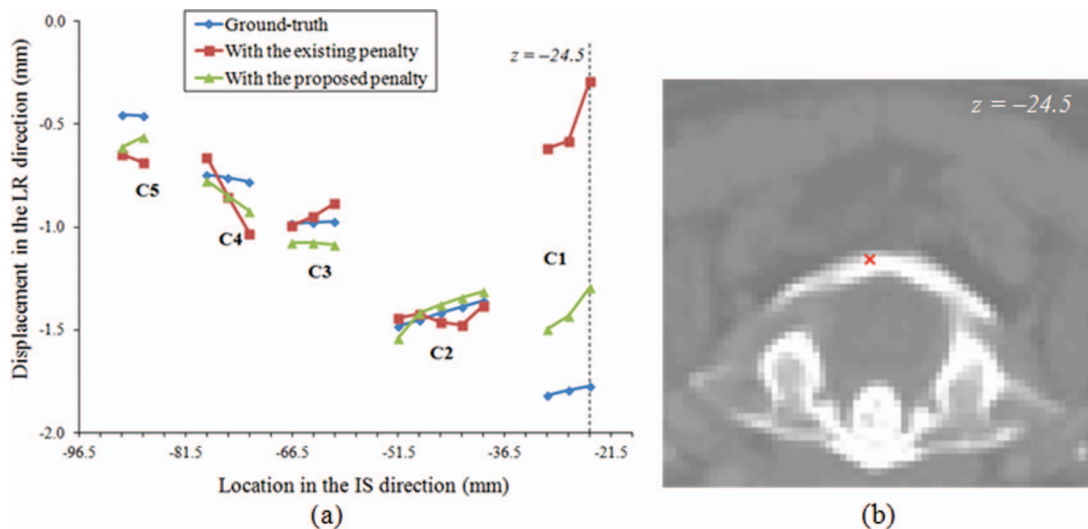 0.0
-0.5
-1.0
-1.5
-2.0
Displacement in the LR direction (mm)
Ground-truth
With the existing penalty
With the proposed penalty
z = –24.5
C5
C4
C3
C2
C1
-96.5 -81.5 -66.5 -51.5 -36.5 -21.5
Location in the IS direction (mm)
(a)
z = –24.5
(b)